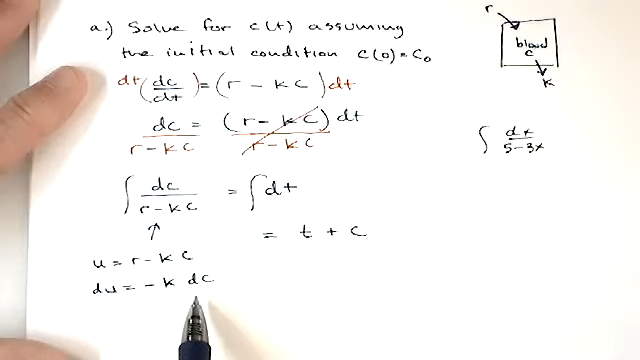 a.) Solve for c(t) assuming
the initial condition c(0) = C₀
dt (dc/dt) = (r - kC) dt
dc / r - kC = (r - kC) / r - kC dt
∫ dc / r - kC = ∫ dt
↑ = t + C
u = r - kC
du = -k dC
r
blood
c
k
∫ dx / 5 - 3x